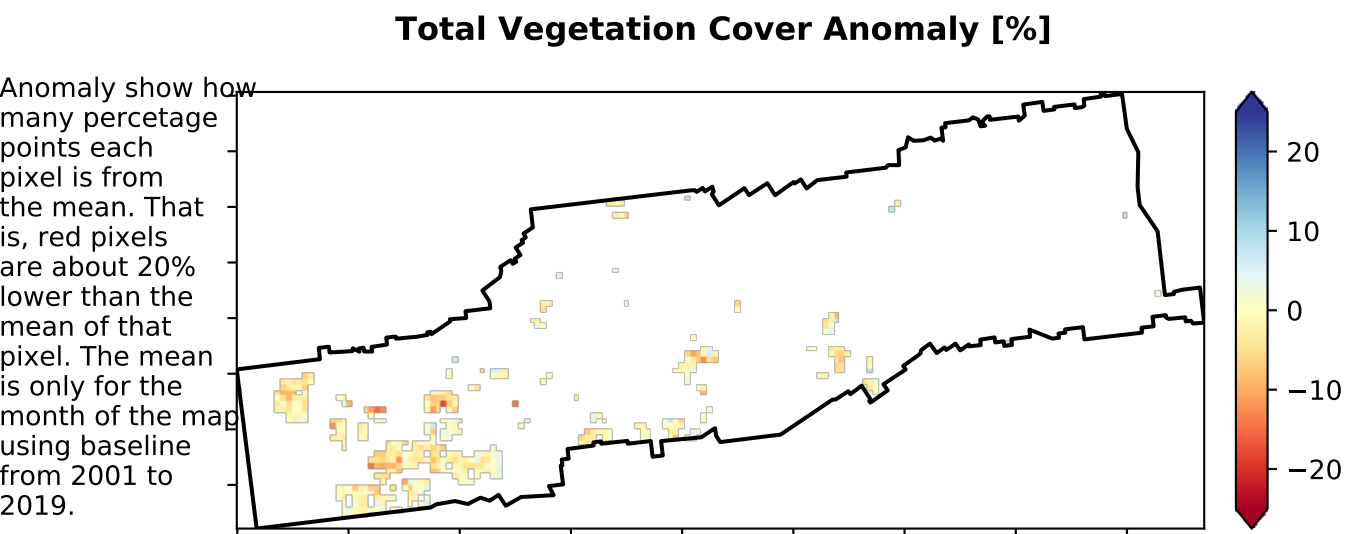 Total Vegetation Cover Anomaly [%]
Anomaly show how
many percetage
points each
pixel is from
the mean. That
is, red pixels
are about 20%
lower than the
mean of that
pixel. The mean
is only for the
month of the map
using baseline
from 2001 to
2019.
20
10
0
−10
−20